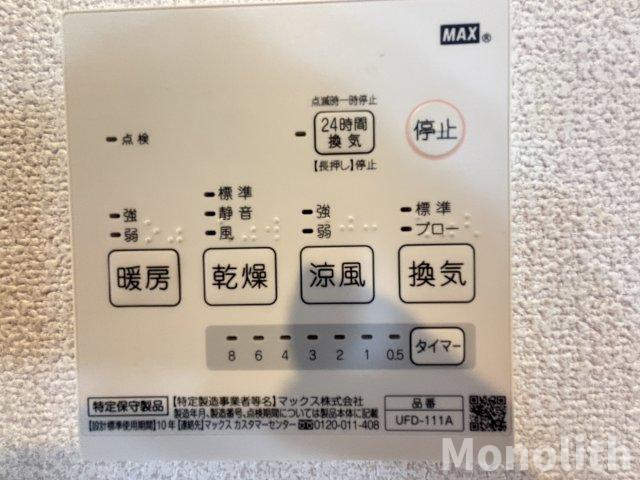 MAX®
点滅時一時停止
点検
24時間
換気
停止
【長押し】停止
強
弱
標準
静音
風
強
弱
標準
ブロー
暖房
乾燥
涼風
換気
8 6 4 3 2 1 0.5
タイマー
特定保守製品
【特定製造事業者等名】マックス株式会社
製造年月、製造番号、点検期間については製品本体に記載
【設計標準使用期間】10年【連絡先】マックス カスタマーセンター 0120-011-408
品番
UFD-111A
Monolith